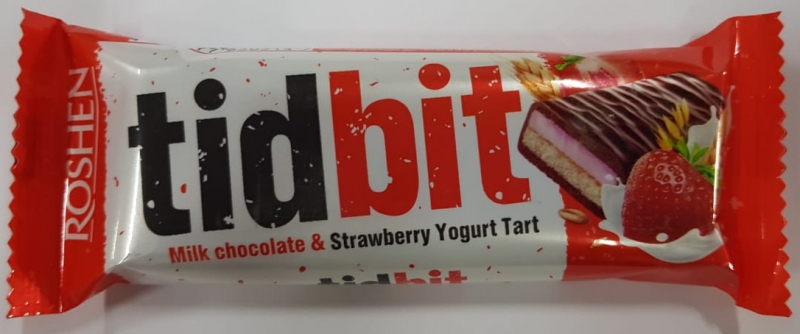 ROSHEN
tidbit
Milk chocolate & Strawberry Yogurt Tart
tidbit